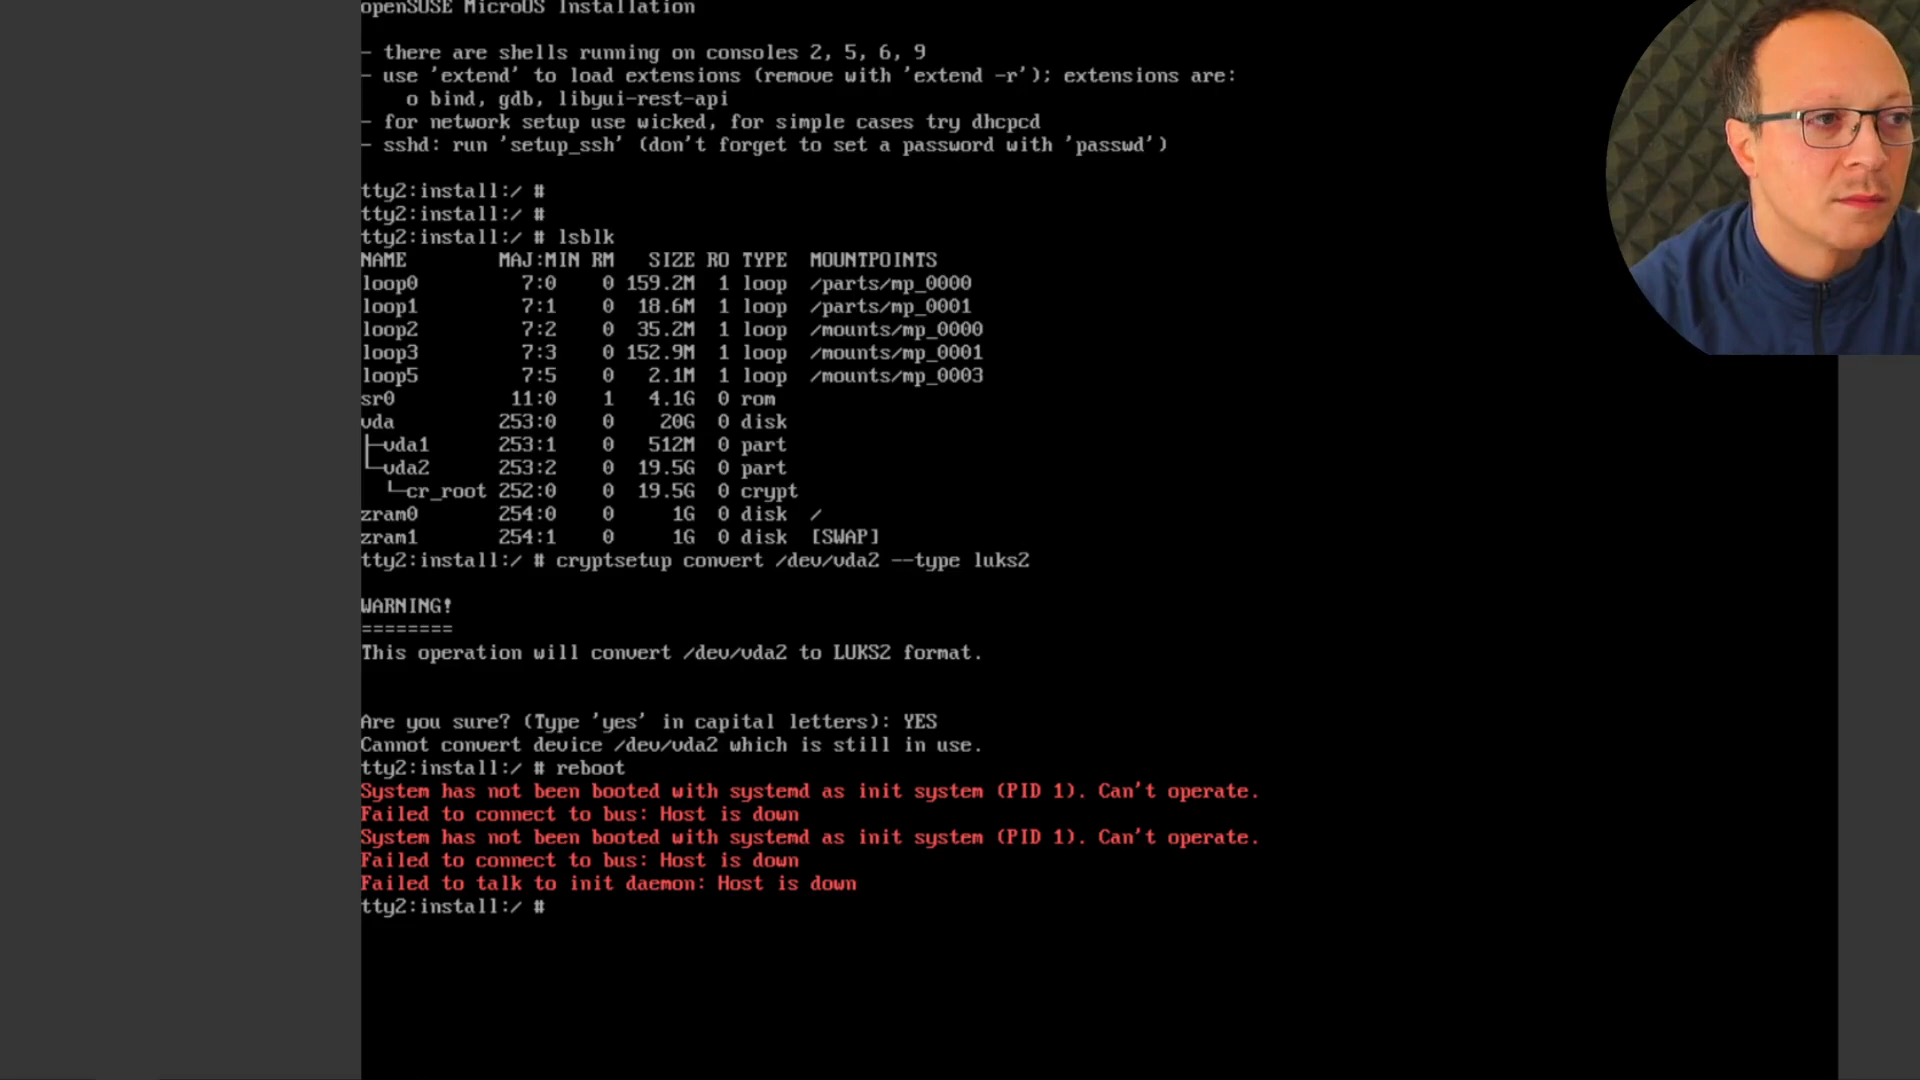 openSUSE MicroOS Installation
- there are shells running on consoles 2, 5, 6, 9
- use 'extend' to load extensions (remove with 'extend -r'); extensions are:
o bind, gdb, libyui-rest-api
- for network setup use wicked, for simple cases try dhcpcd
- sshd: run 'setup_ssh' (don't forget to set a password with 'passwd')
tty2:install:/ #
tty2:install:/ #
tty2:install:/ # lsblk
NAME MAJ:MIN RM SIZE RO TYPE MOUNTPOINTS
loop0 7:0 0 159.2M 1 loop /parts/mp_0000
loop1 7:1 0 18.6M 1 loop /parts/mp_0001
loop2 7:2 0 35.2M 1 loop /mounts/mp_0000
loop3 7:3 0 152.9M 1 loop /mounts/mp_0001
loop5 7:5 0 2.1M 1 loop /mounts/mp_0003
sr0 11:0 1 4.1G 0 rom
vda 253:0 0 20G 0 disk
├─vda1 253:1 0 512M 0 part
└─vda2 253:2 0 19.5G 0 part
└─cr_root 252:0 0 19.5G 0 crypt
zram0 254:0 0 1G 0 disk /
zram1 254:1 0 1G 0 disk [SWAP]
tty2:install:/ # cryptsetup convert /dev/vda2 --type luks2
WARNING!
========
This operation will convert /dev/vda2 to LUKS2 format.
Are you sure? (Type 'yes' in capital letters): YES
Cannot convert device /dev/vda2 which is still in use.
tty2:install:/ # reboot
System has not been booted with systemd as init system (PID 1). Can't operate.
Failed to connect to bus: Host is down
System has not been booted with systemd as init system (PID 1). Can't operate.
Failed to connect to bus: Host is down
Failed to talk to init daemon: Host is down
tty2:install:/ #